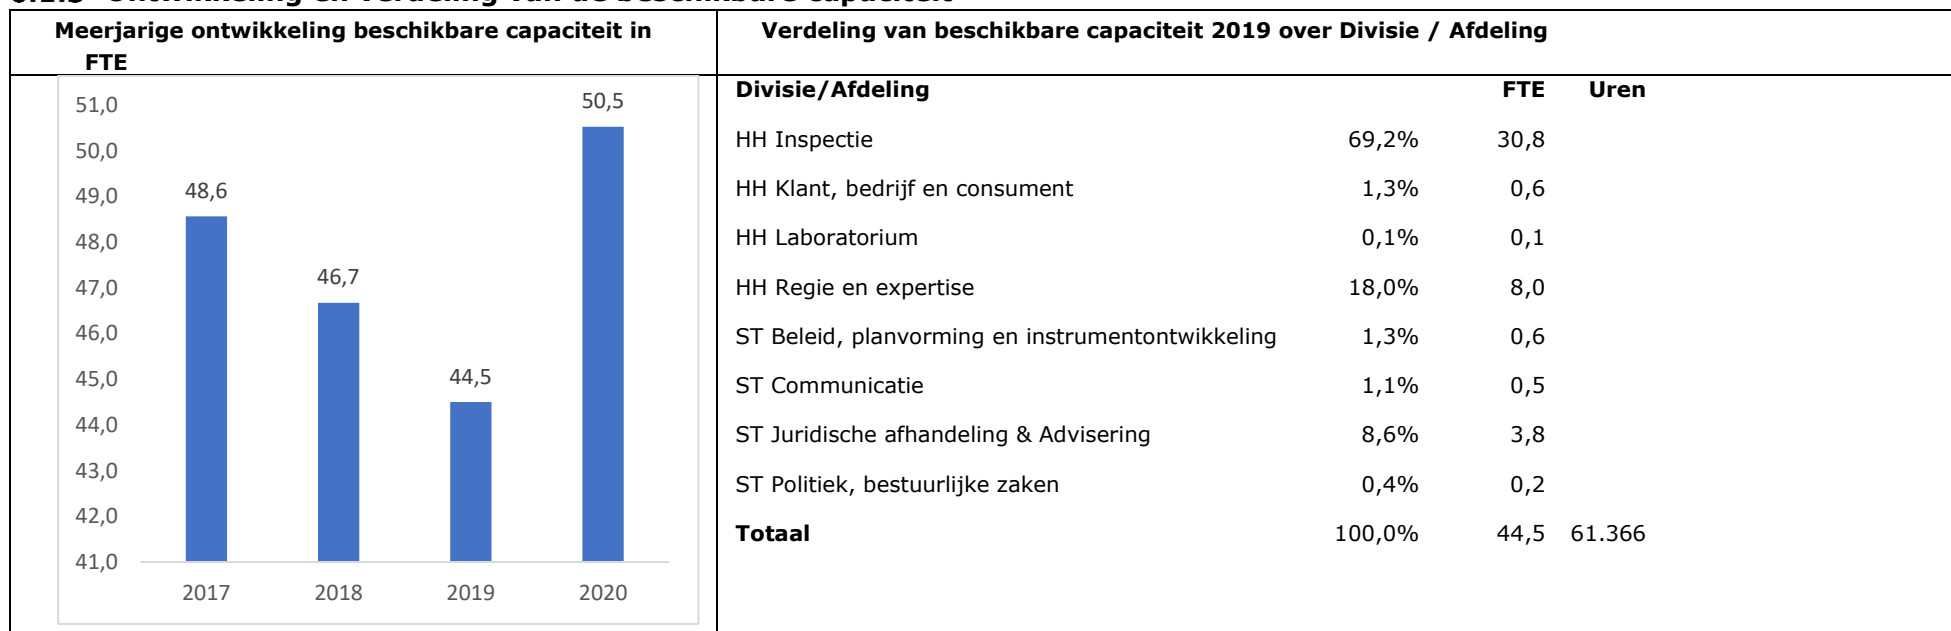 Meerjarige ontwikkeling beschikbare capaciteit in
FTE
51,0
50,0
49,0
48,0
47,0
46,0
45,0
44,0
43,0
42,0
41,0
48,6
46,7
44,5
50,5
2017 2018 2019 2020
Verdeling van beschikbare capaciteit 2019 over Divisie / Afdeling
Divisie/Afdeling FTE Uren
HH Inspectie 69,2% 30,8
HH Klant, bedrijf en consument 1,3% 0,6
HH Laboratorium 0,1% 0,1
HH Regie en expertise 18,0% 8,0
ST Beleid, planvorming en instrumentontwikkeling 1,3% 0,6
ST Communicatie 1,1% 0,5
ST Juridische afhandeling & Advisering 8,6% 3,8
ST Politiek, bestuurlijke zaken 0,4% 0,2
Totaal 100,0% 44,5 61.366